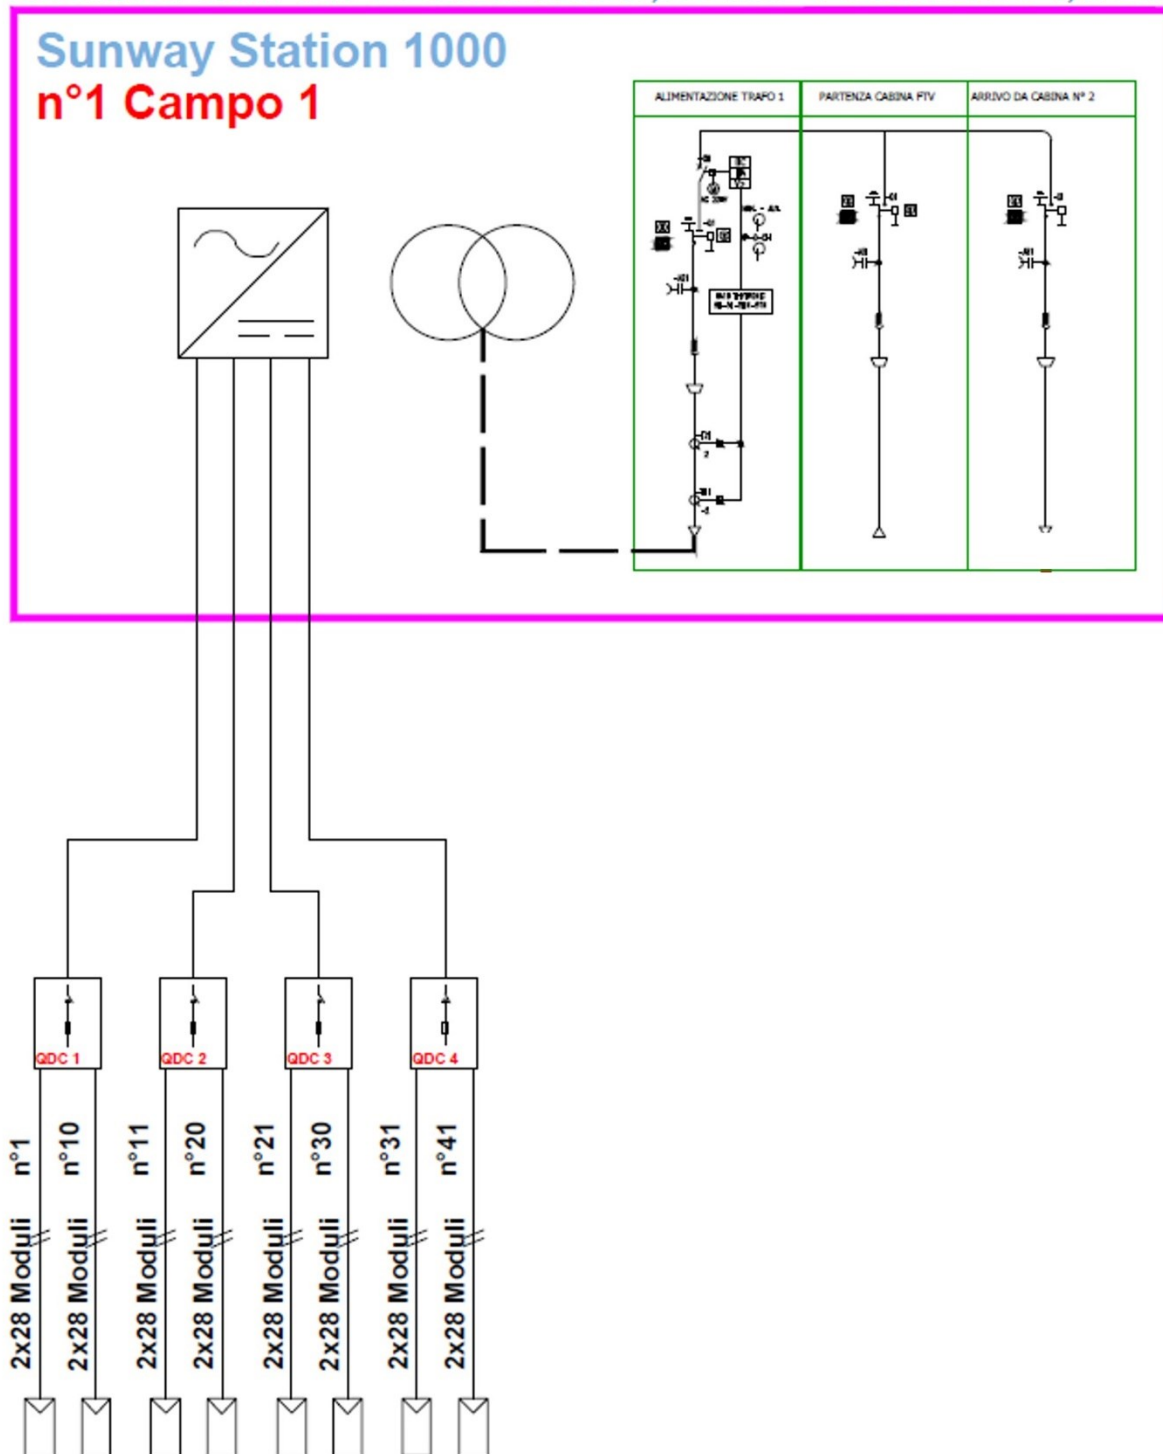 Sunway Station 1000
n°1 Campo 1
ALIMENTAZIONE TRAFO 1
PARTENZA CABINA FTV
ARRIVO DA CABINA N° 2
QDC 1
QDC 2
QDC 3
QDC 4
2x28 Moduli n°1
2x28 Moduli n°10
2x28 Moduli n°11
2x28 Moduli n°20
2x28 Moduli n°21
2x28 Moduli n°30
2x28 Moduli n°31
2x28 Moduli n°41